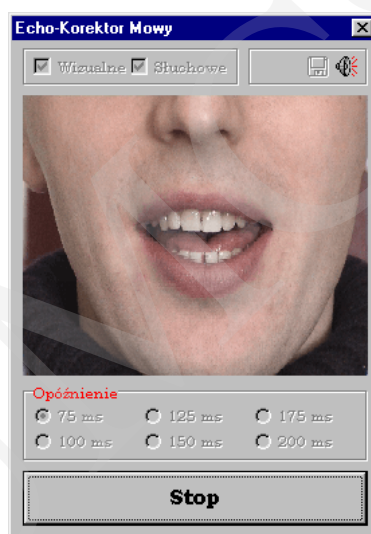 Echo-Korektor Mowy
Wizualne Słuchowe
Opóźnienie
75 ms 125 ms 175 ms
100 ms 150 ms 200 ms
Stop